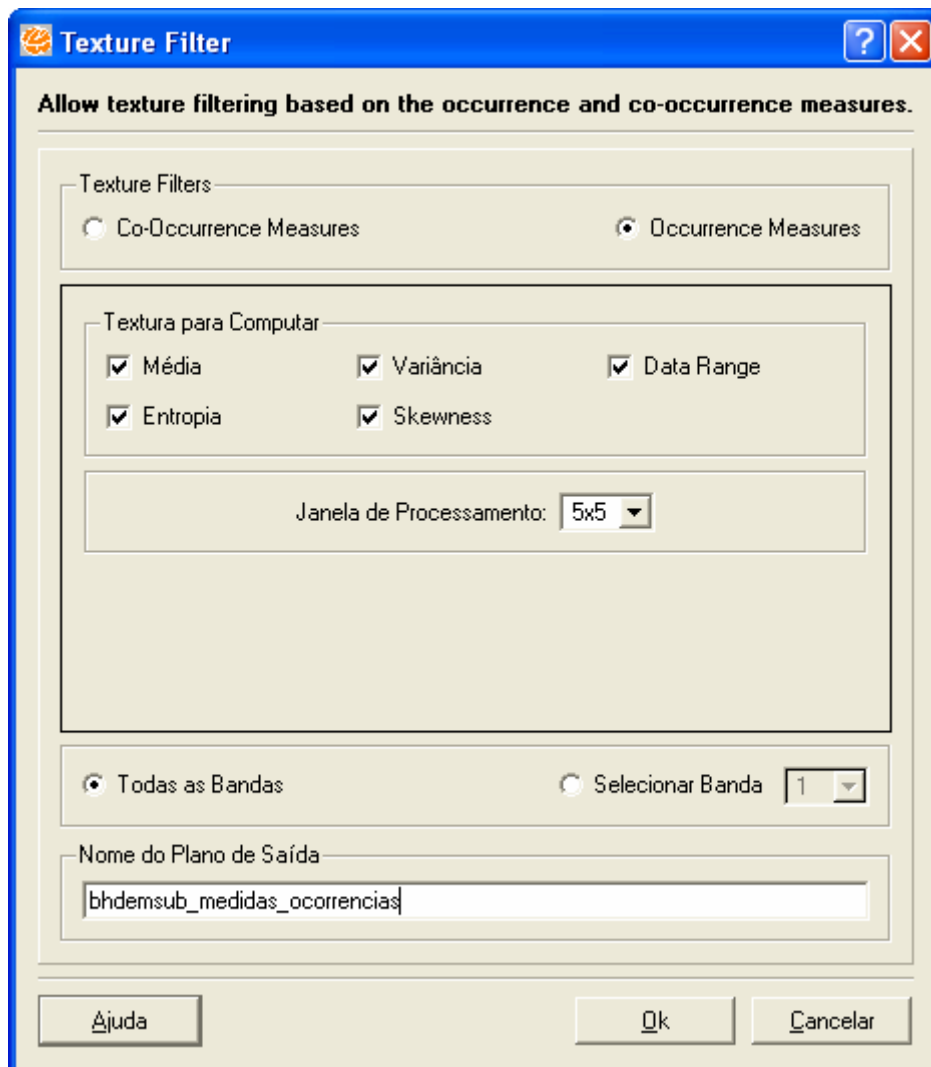 Texture Filter
Allow texture filtering based on the occurrence and co-occurrence measures.
Texture Filters
Co-Occurrence Measures Occurrence Measures
Textura para Computar
Média Variância Data Range
Entropia Skewness
Janela de Processamento: 5x5
Todas as Bandas Selecionar Banda 1
Nome do Plano de Saída
bhdemsub_medidas_ocorrencias
Ajuda Ok Cancelar